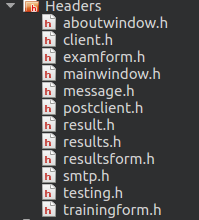 Headers
aboutwindow.h
client.h
examform.h
mainwindow.h
message.h
postclient.h
result.h
results.h
resultsform.h
smtp.h
testing.h
trainingform.h